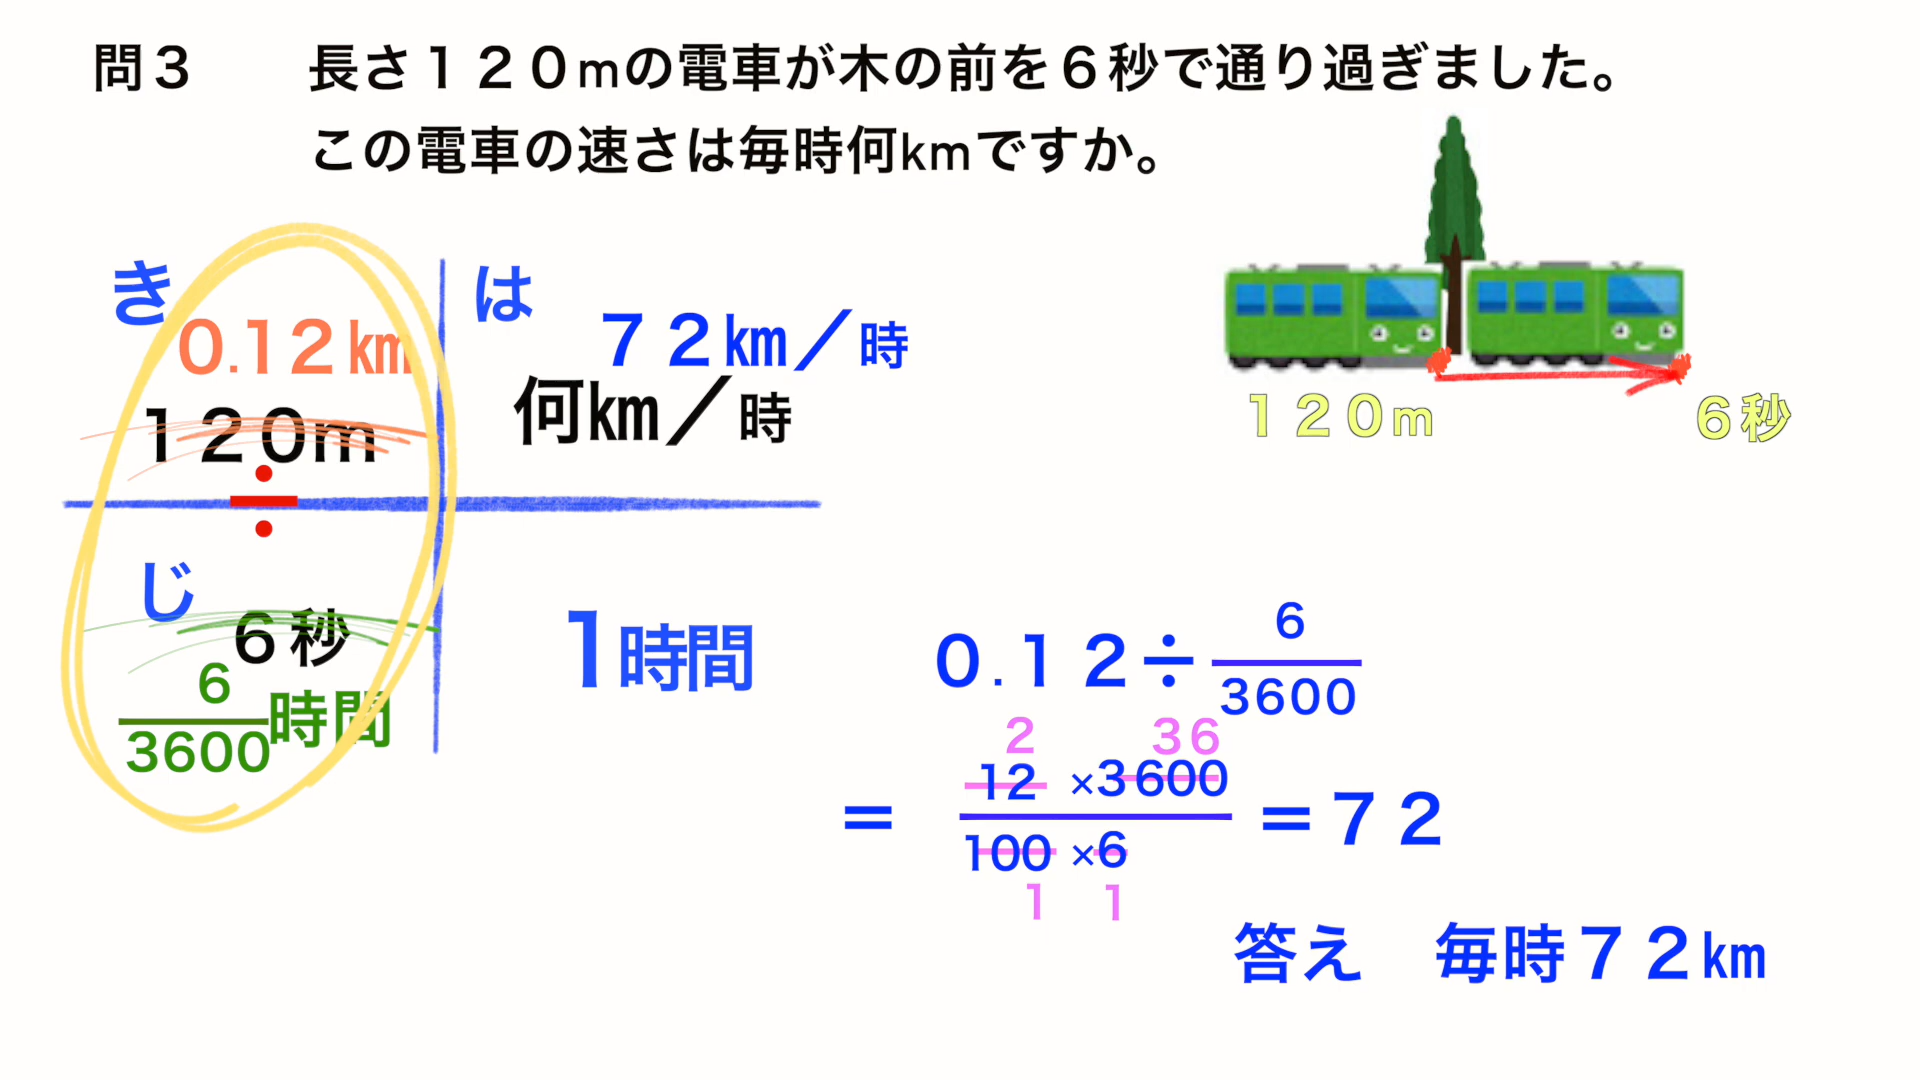 問３　長さ１２０mの電車が木の前を６秒で通り過ぎました。
この電車の速さは毎時何kmですか。
き
0.12km
120m
÷
じ
6秒
6/3600時間
は
７２km／時
何km／時
1時間
１２０m
６秒
０.１２÷6/3600
2　36
＝ 12×3600/100×6 ＝７２
1　1
答え　毎時７２km